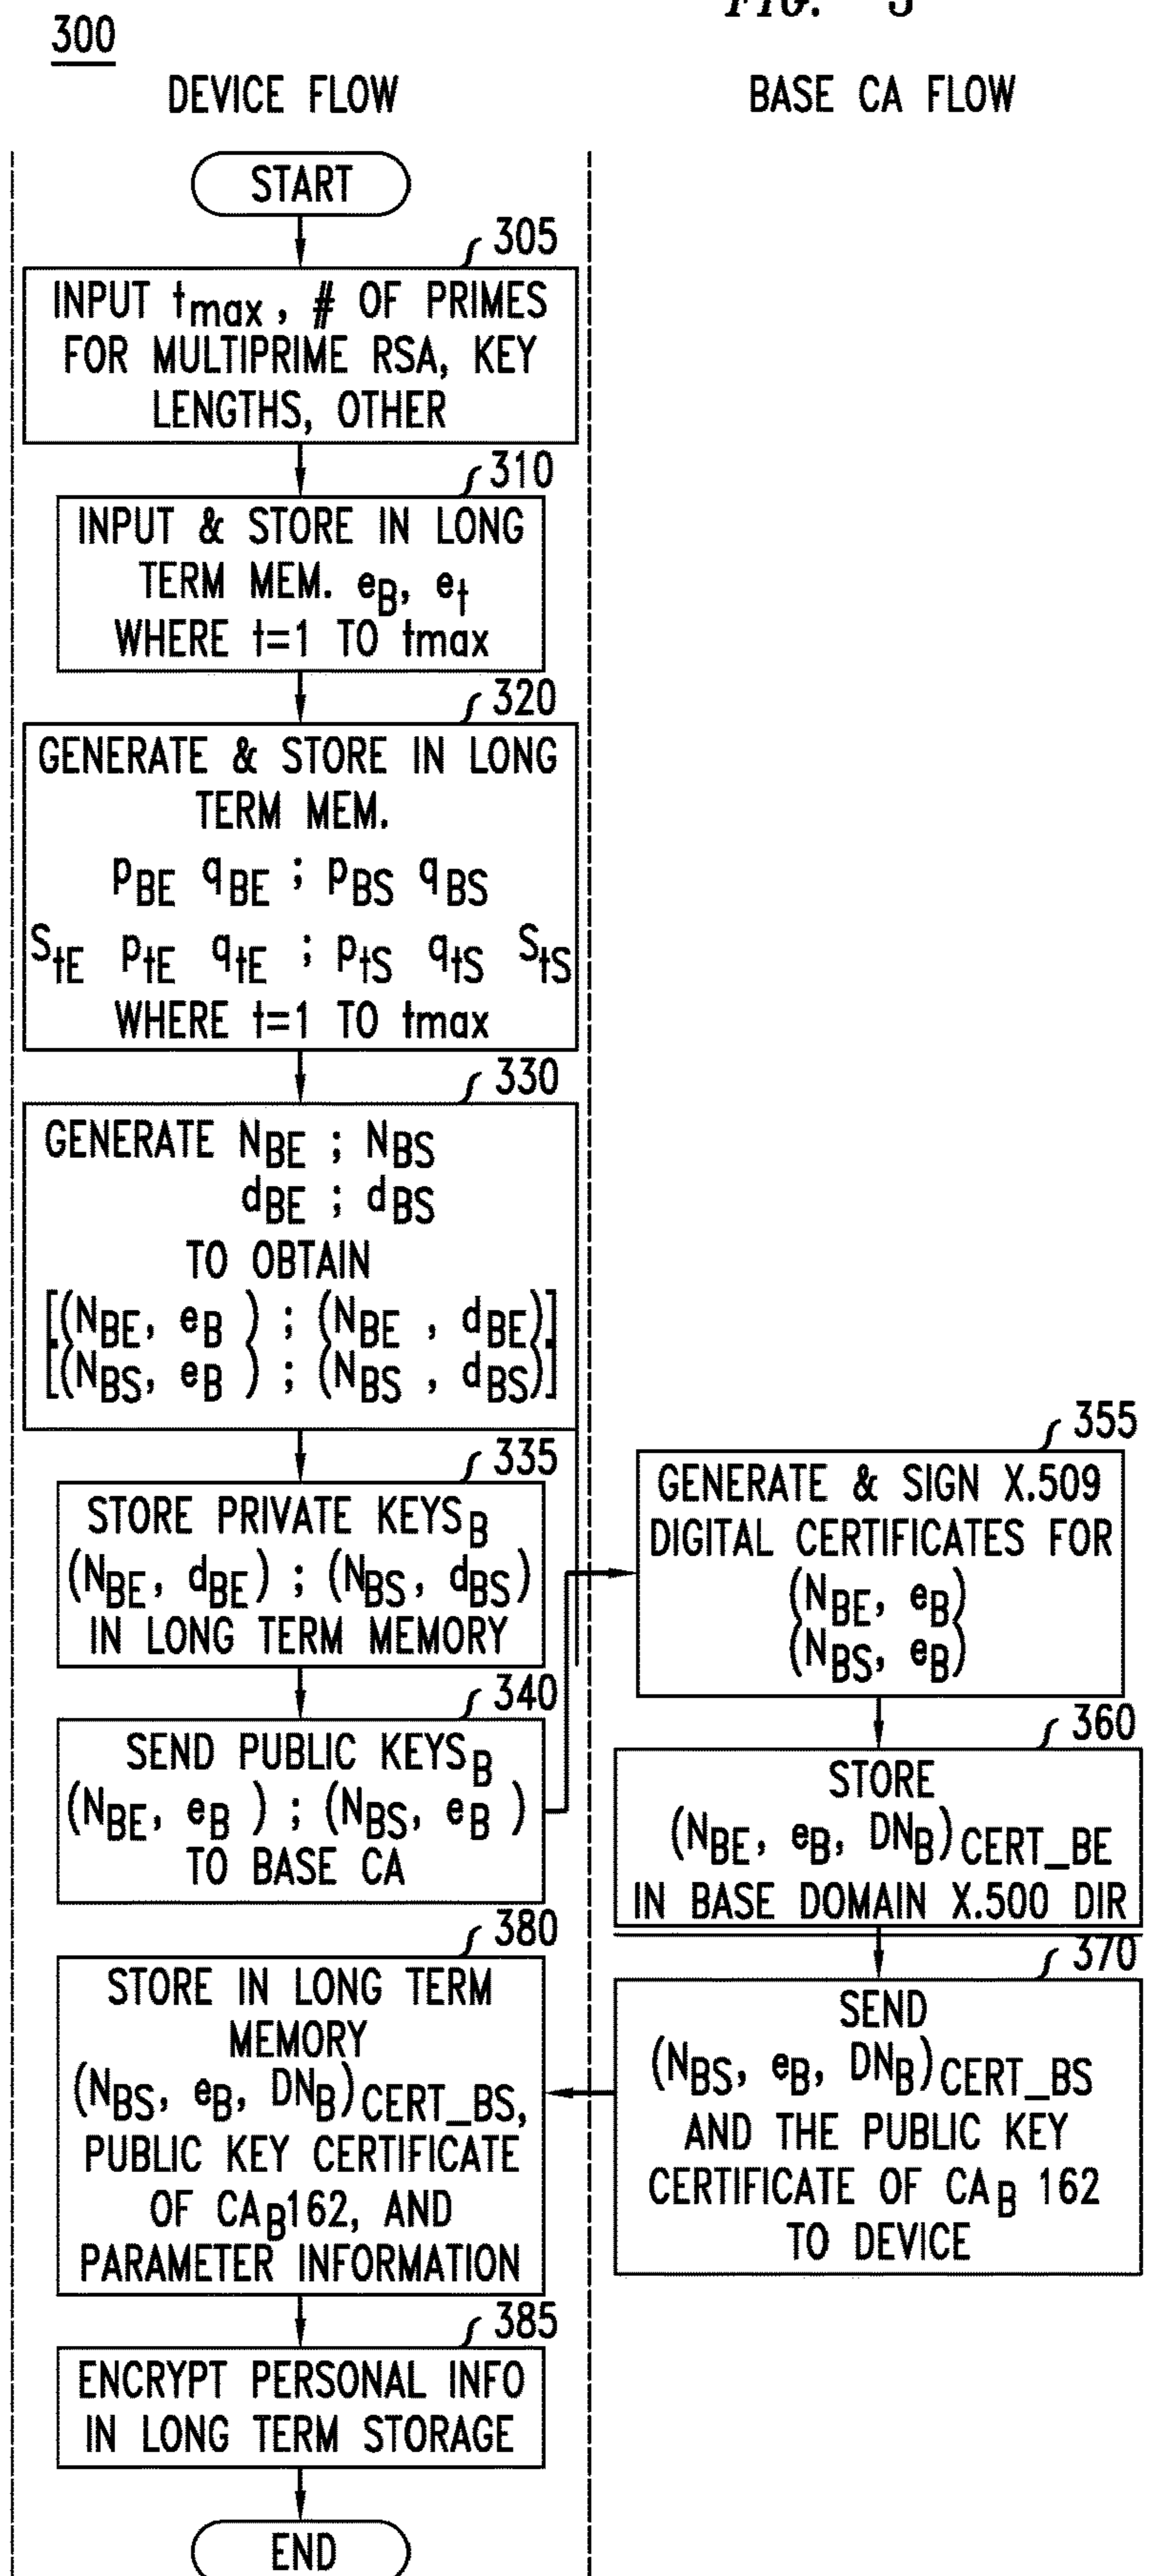 FIG. 3
300
DEVICE FLOW
BASE CA FLOW
START
305
INPUT tmax, # OF PRIMES
FOR MULTIPRIME RSA, KEY
LENGTHS, OTHER
310
INPUT & STORE IN LONG
TERM MEM. eB, et
WHERE t=1 TO tmax
320
GENERATE & STORE IN LONG
TERM MEM.
pBE qBE ; pBS qBS
StE ptE qtE ; ptS qtS StS
WHERE t=1 TO tmax
330
GENERATE NBE ; NBS
dBE ; dBS
TO OBTAIN
[(NBE, eB ) ; (NBE , dBE)]
[(NBS, eB ) ; (NBS , dBS)]
335
STORE PRIVATE KEYSB
(NBE, dBE) ; (NBS, dBS)
IN LONG TERM MEMORY
340
SEND PUBLIC KEYSB
(NBE, eB ) ; (NBS, eB )
TO BASE CA
355
GENERATE & SIGN X.509
DIGITAL CERTIFICATES FOR
(NBE, eB)
(NBS, eB)
360
STORE
(NBE, eB, DNB)CERT_BE
IN BASE DOMAIN X.500 DIR
370
SEND
(NBS, eB, DNB)CERT_BS
AND THE PUBLIC KEY
CERTIFICATE OF CAB 162
TO DEVICE
380
STORE IN LONG TERM
MEMORY
(NBS, eB, DNB)CERT_BS,
PUBLIC KEY CERTIFICATE
OF CAB162, AND
PARAMETER INFORMATION
385
ENCRYPT PERSONAL INFO
IN LONG TERM STORAGE
END